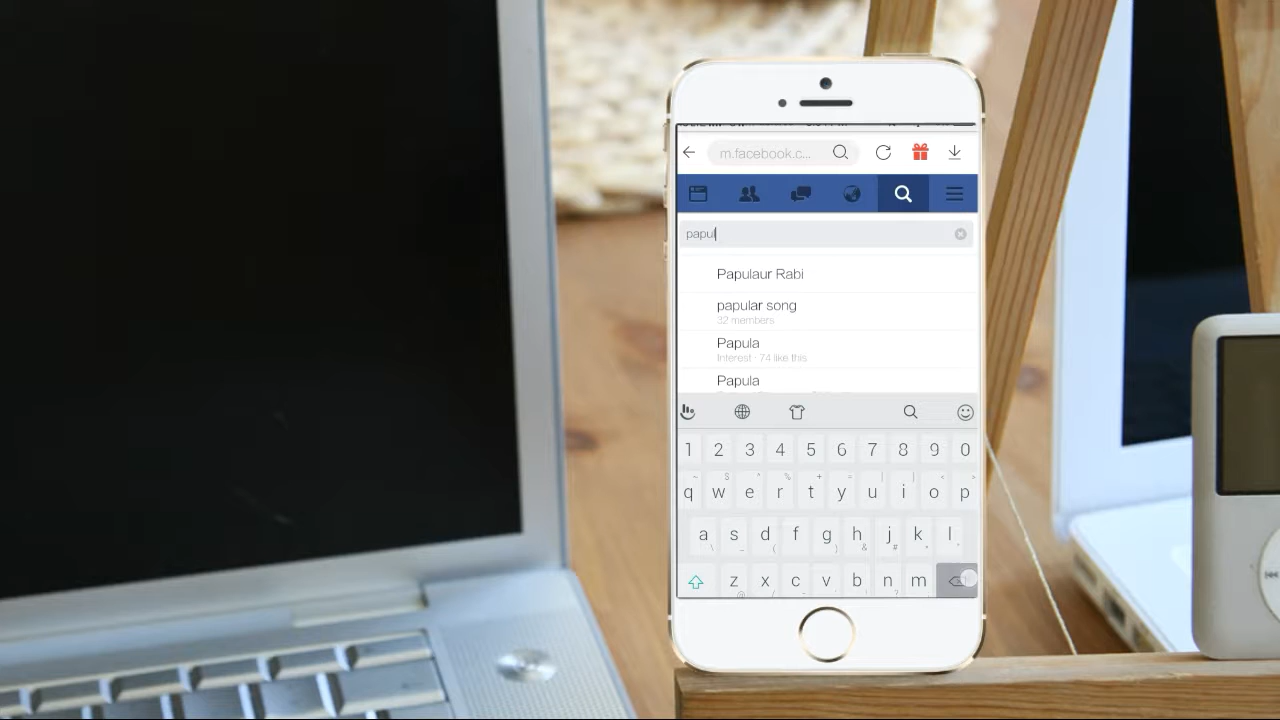 m.facebook.c...
papul
Papulaur Rabi
papular song
32 members
Papula
Interest · 74 like this
Papula
1 2 3 4 5 6 7 8 9 0
q w e r t y u i o p
a s d f g h j k l
z x c v b n m